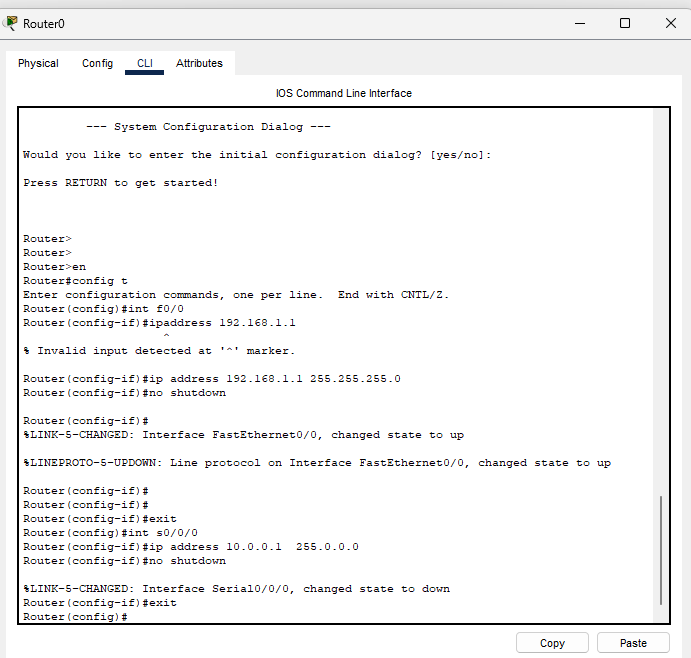 Router0
Physical Config CLI Attributes
IOS Command Line Interface
--- System Configuration Dialog ---
Would you like to enter the initial configuration dialog? [yes/no]:
Press RETURN to get started!
Router>
Router>
Router>en
Router#config t
Enter configuration commands, one per line.  End with CNTL/Z.
Router(config)#int f0/0
Router(config-if)#ipaddress 192.168.1.1
^
% Invalid input detected at '^' marker.
Router(config-if)#ip address 192.168.1.1 255.255.255.0
Router(config-if)#no shutdown
Router(config-if)#
%LINK-5-CHANGED: Interface FastEthernet0/0, changed state to up
%LINEPROTO-5-UPDOWN: Line protocol on Interface FastEthernet0/0, changed state to up
Router(config-if)#
Router(config-if)#
Router(config-if)#exit
Router(config)#int s0/0/0
Router(config-if)#ip address 10.0.0.1  255.0.0.0
Router(config-if)#no shutdown
%LINK-5-CHANGED: Interface Serial0/0/0, changed state to down
Router(config-if)#exit
Router(config)#
Copy Paste